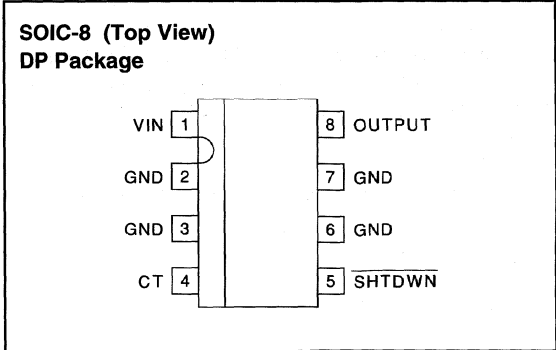 SOIC-8 (Top View)
DP Package
VIN 1 8 OUTPUT
GND 2 7 GND
GND 3 6 GND
CT 4 5 SHTDWN